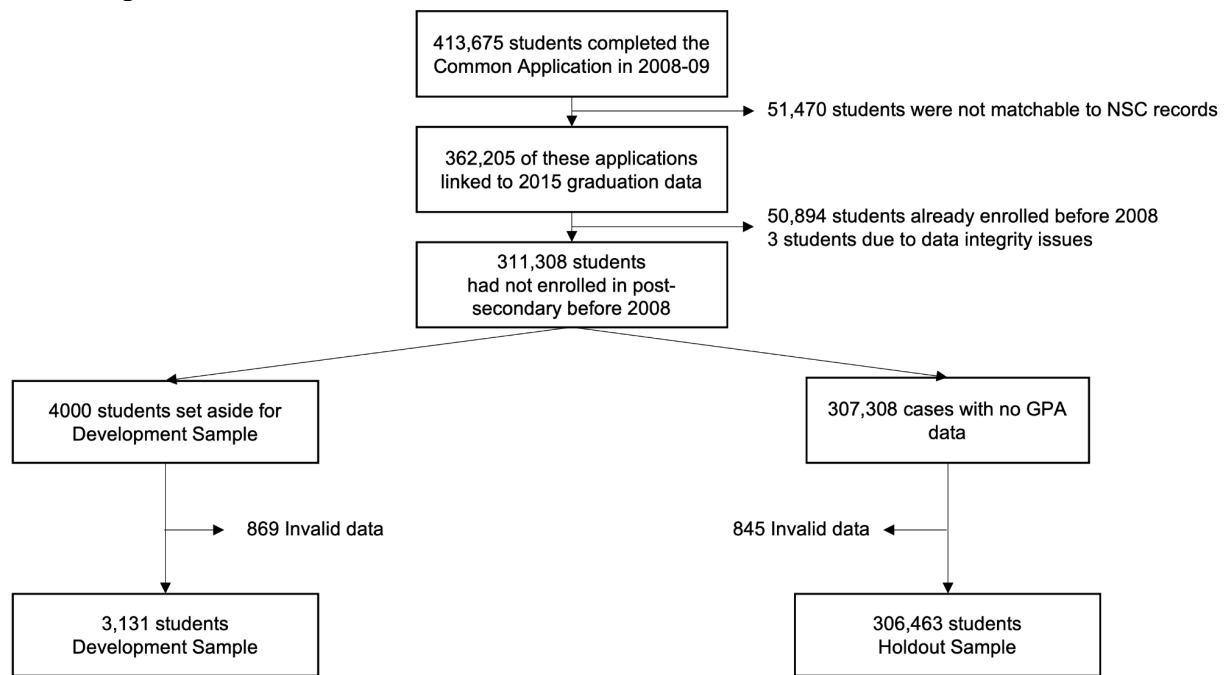 413,675 students completed the
Common Application in 2008-09
51,470 students were not matchable to NSC records
362,205 of these applications
linked to 2015 graduation data
50,894 students already enrolled before 2008
3 students due to data integrity issues
311,308 students
had not enrolled in post-
secondary before 2008
4000 students set aside for
Development Sample
307,308 cases with no GPA
data
869 Invalid data
845 Invalid data
3,131 students
Development Sample
306,463 students
Holdout Sample